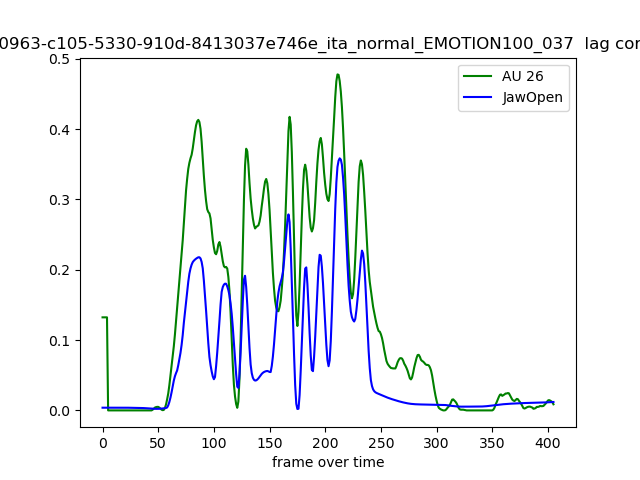 0963-c105-5330-910d-8413037e746e_ita_normal_EMOTION100_037 lag cor
0.5
0.4
0.3
0.2
0.1
0.0
AU 26
JawOpen
0 50 100 150 200 250 300 350 400
frame over time